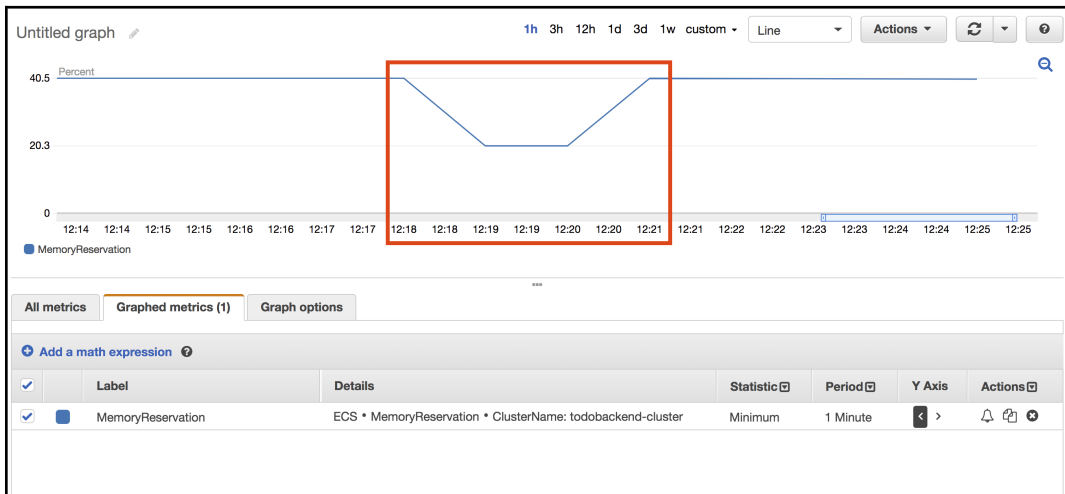 Untitled graph
1h 3h 12h 1d 3d 1w custom Line Actions
Percent
40.5
20.3
0
12:14 12:14 12:15 12:15 12:16 12:16 12:17 12:17 12:18 12:18 12:19 12:19 12:20 12:20 12:21 12:21 12:22 12:22 12:23 12:23 12:24 12:24 12:25 12:25
MemoryReservation
All metrics Graphed metrics (1) Graph options
Add a math expression ?
Label Details Statistic Period Y Axis Actions
MemoryReservation ECS • MemoryReservation • ClusterName: todobackend-cluster Minimum 1 Minute < >